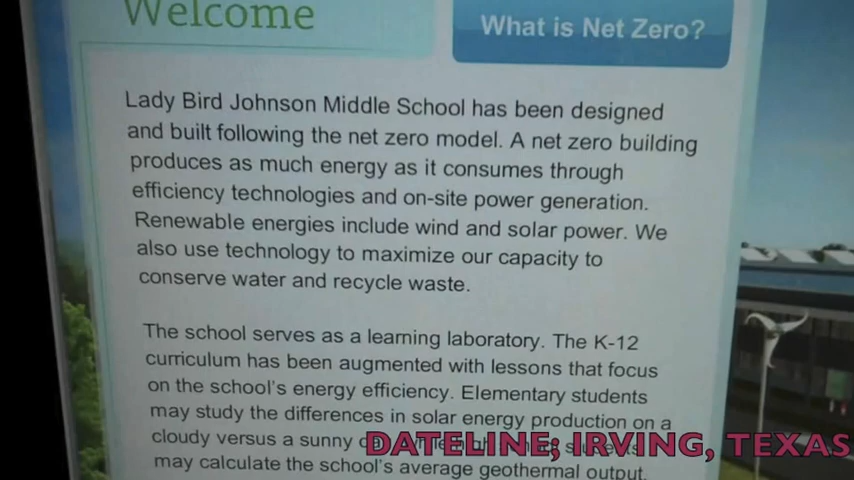 Welcome
What is Net Zero?
Lady Bird Johnson Middle School has been designed
and built following the net zero model. A net zero building
produces as much energy as it consumes through
efficiency technologies and on-site power generation.
Renewable energies include wind and solar power. We
also use technology to maximize our capacity to
conserve water and recycle waste.
The school serves as a learning laboratory. The K-12
curriculum has been augmented with lessons that focus
on the school's energy efficiency. Elementary students
may study the differences in solar energy production on a
cloudy versus a sunny
may calculate the school's average geothermal output,
DATELINE; IRVING, TEXAS